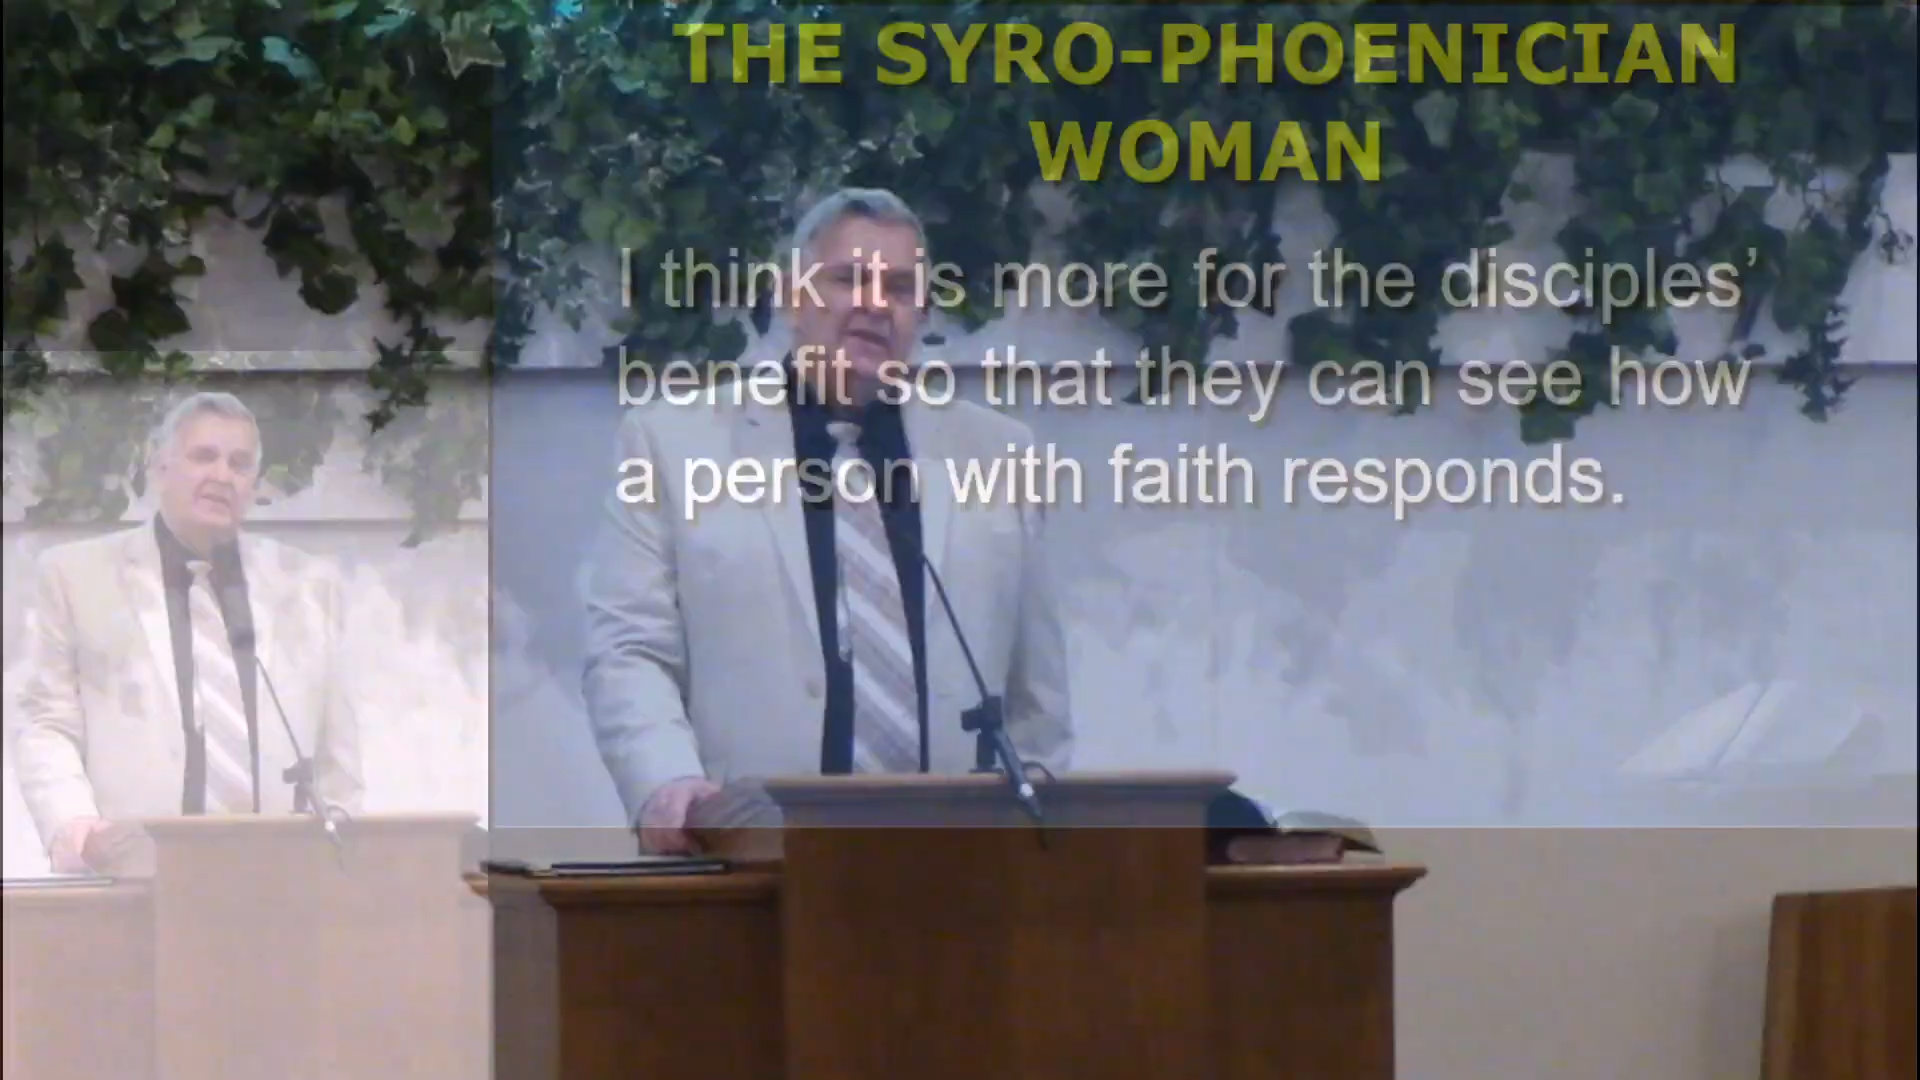 THE SYRO-PHOENICIAN
WOMAN
I think it is more for the disciples’
benefit so that they can see how
a person with faith responds.